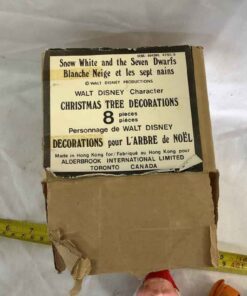 Snow White and the Seven Dwarfs
Blanche Neige et les sept nains
© WALT DISNEY PRODUCTIONS
WALT DISNEY Character
CHRISTMAS TREE DECORATIONS
8 pieces
pièces
Personnage de WALT DISNEY
DECORATIONS pour L'ARBRE de NOËL
Made in Hong Kong for/Fabriqué au Hong Kong pour
ALDERBROOK INTERNATIONAL LIMITED
TORONTO CANADA